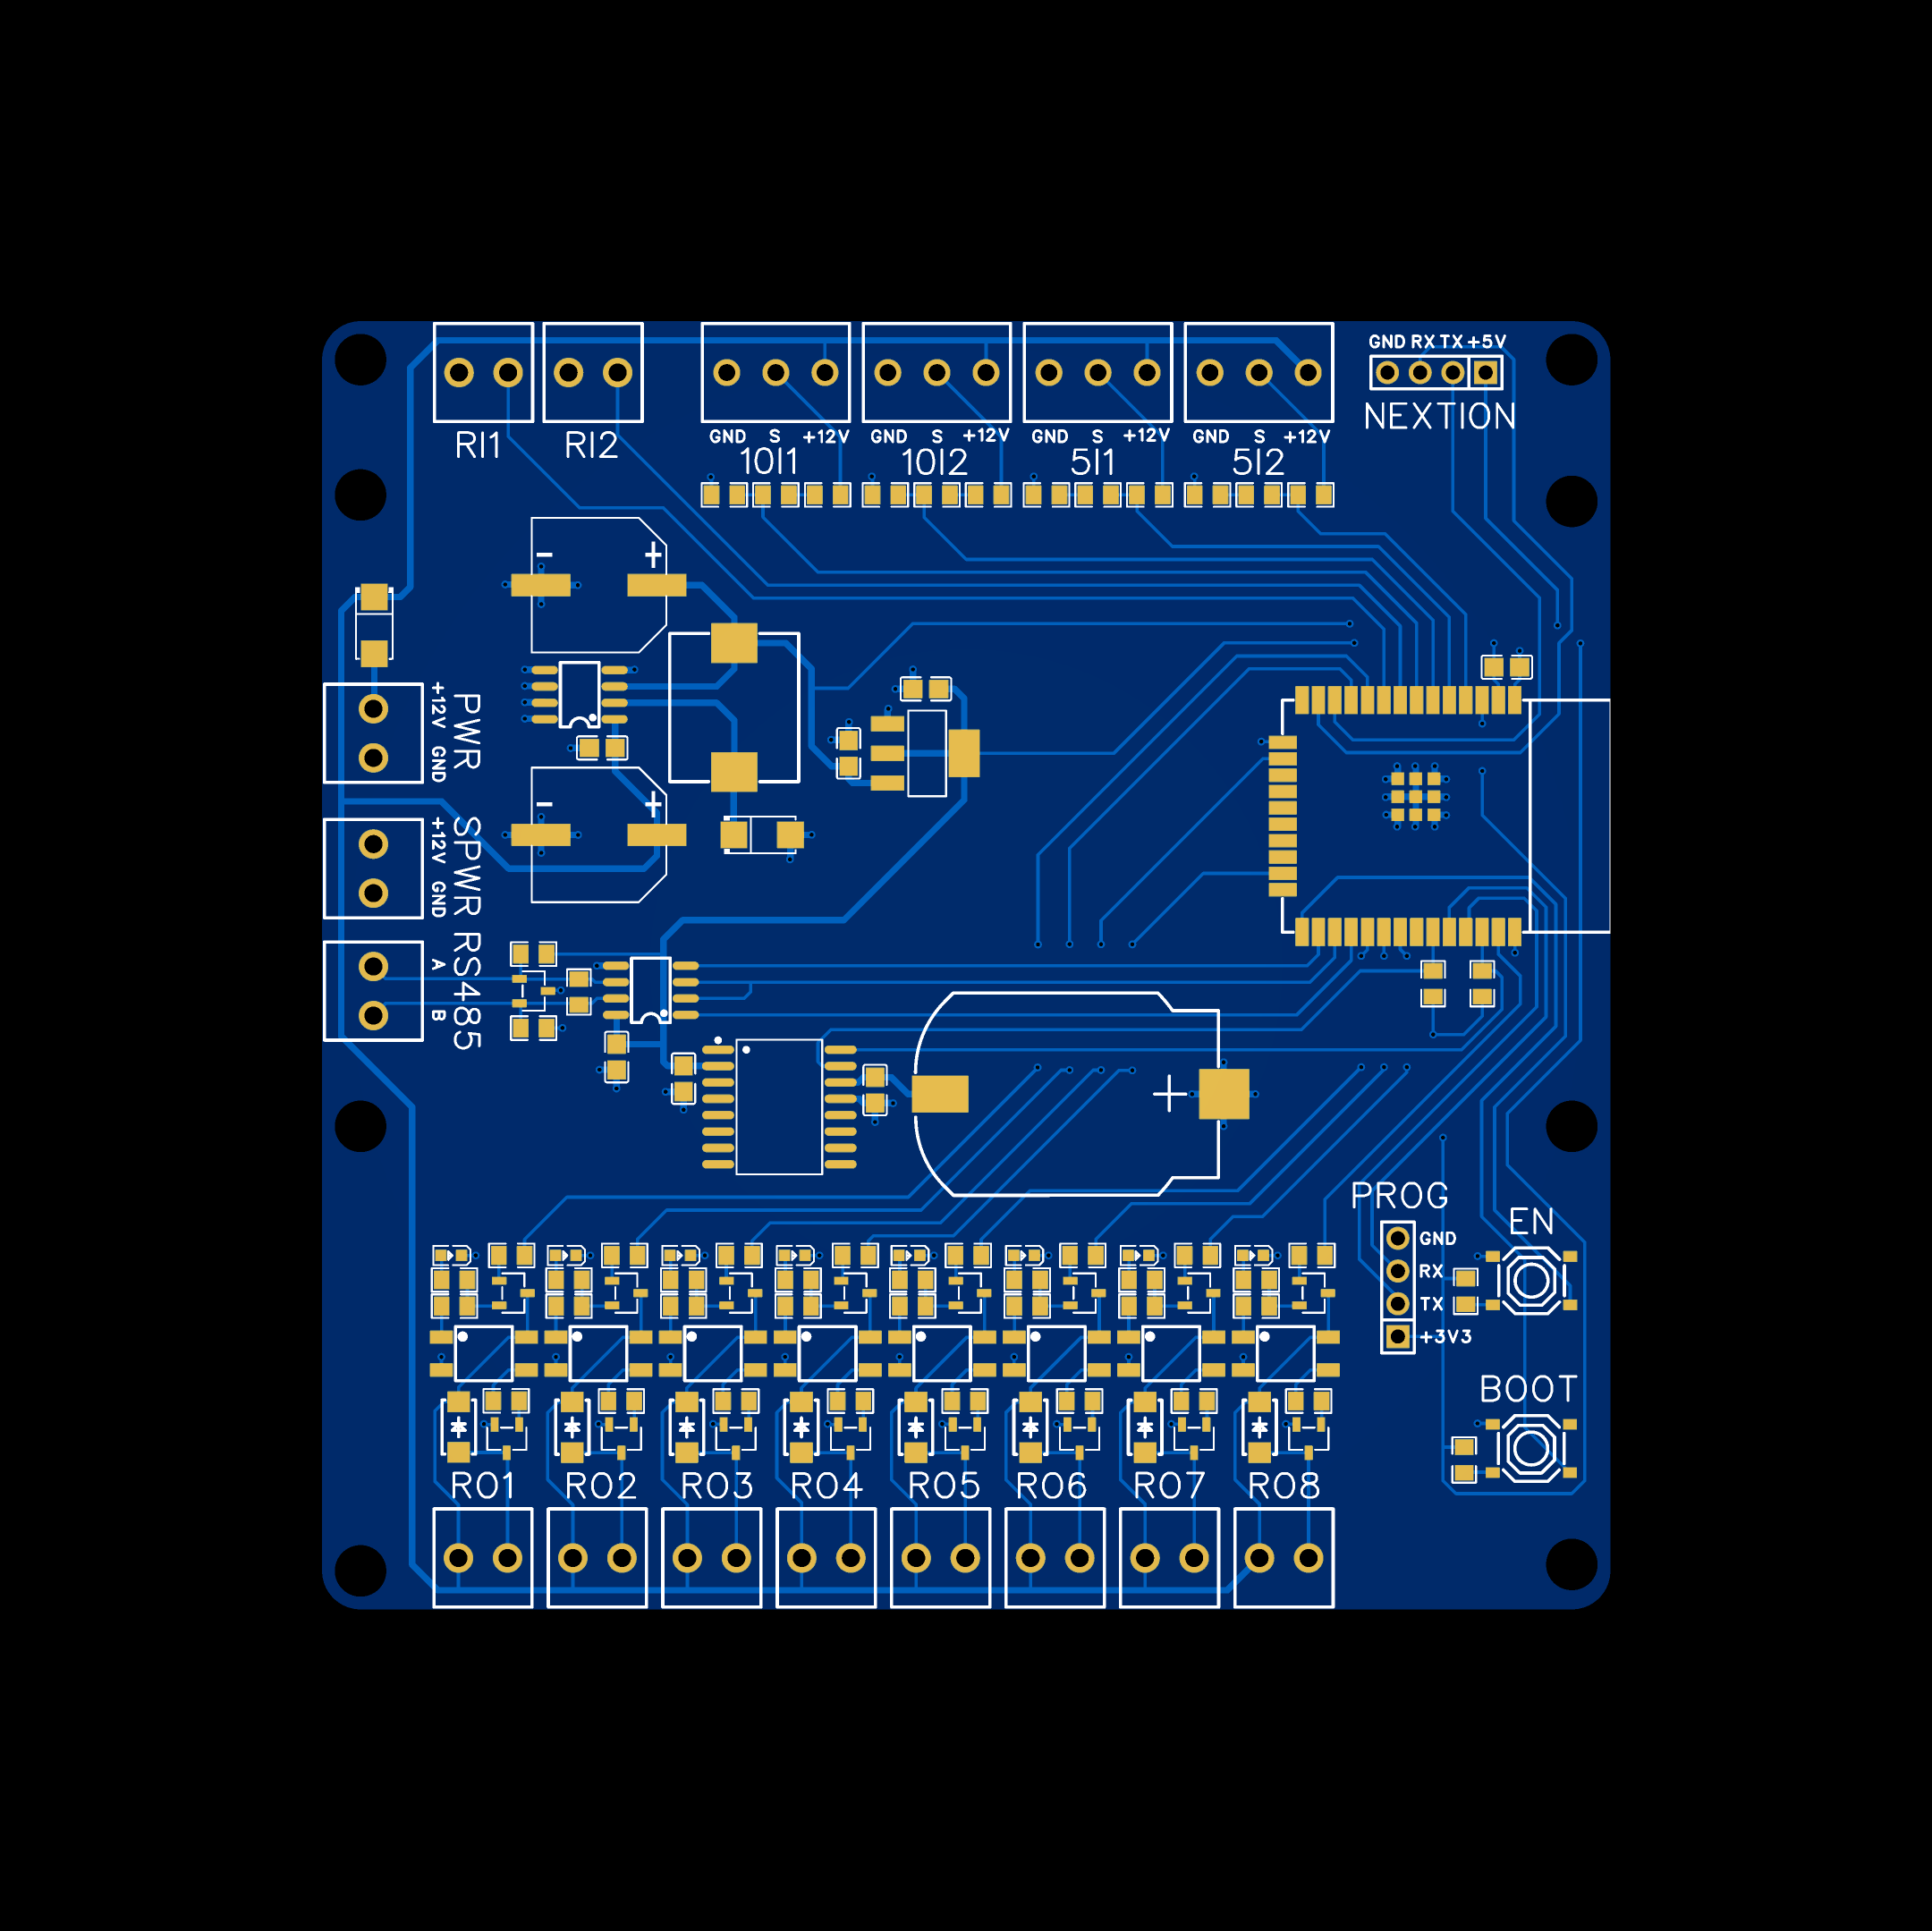 GND RX TX +5V
NEXTION
RI1 RI2
GND S +12V GND S +12V GND S +12V GND S +12V
10I1 10I2 5I1 5I2
- +
+12V GND
PWR
- +
+12V GND
SPWR
A B
RS485
+
PROG
GND
RX
TX
+3V3
EN
BOOT
RO1 RO2 RO3 RO4 RO5 RO6 RO7 RO8